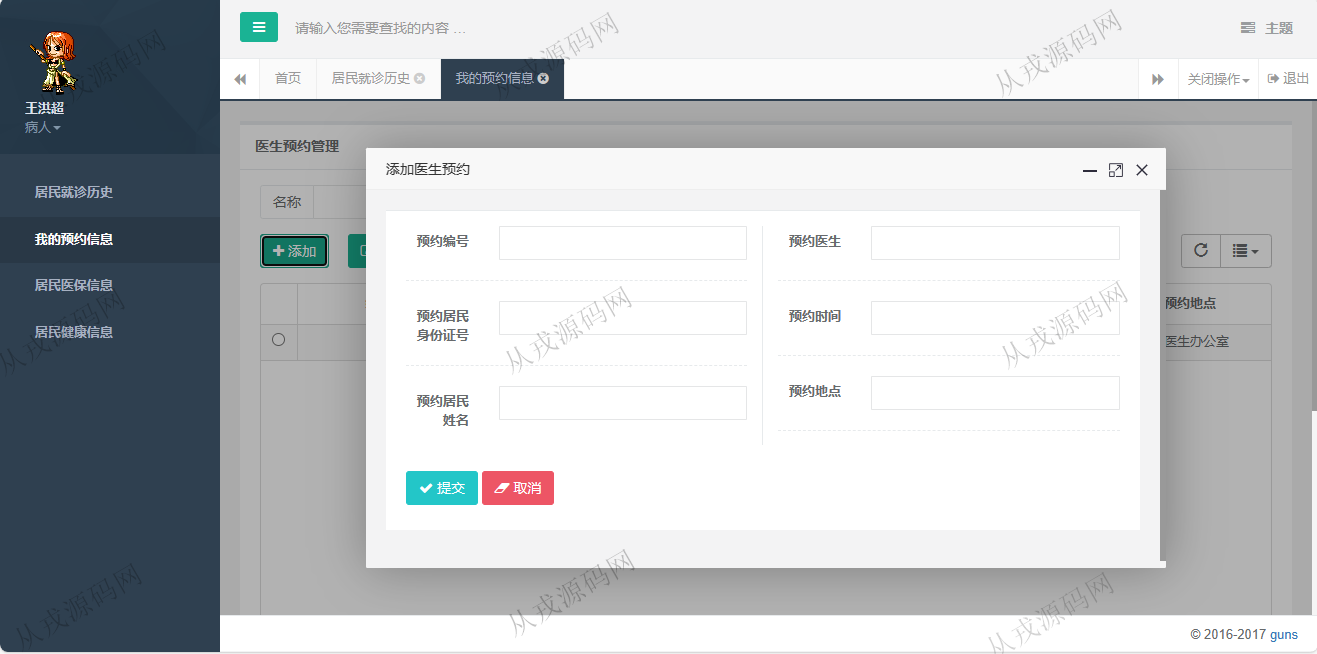 请输入您需要查找的内容 …
主题
首页
居民就诊历史
我的预约信息
关闭操作
退出
王洪超
病人
居民就诊历史
我的预约信息
居民医保信息
居民健康信息
医生预约管理
名称
添加
预约地点
医生办公室
添加医生预约
预约编号
预约医生
预约居民
身份证号
预约时间
预约居民
姓名
预约地点
提交
取消
© 2016-2017 guns
从戎源码网
从戎源码网
从戎源码网
从戎源码网
从戎源码网
从戎源码网
从戎源码网
从戎源码网
从戎源码网